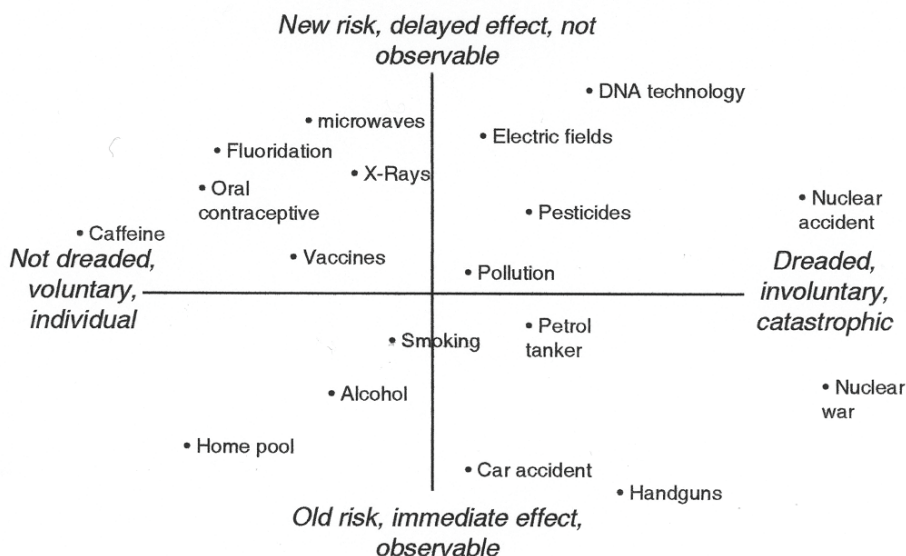 New risk, delayed effect, not
observable
• DNA technology
• microwaves
• Electric fields
• Fluoridation
• X-Rays
• Oral
contraceptive
• Nuclear
accident
• Pesticides
• Caffeine
• Vaccines
• Pollution
Not dreaded,
voluntary,
individual
Dreaded,
involuntary,
catastrophic
• Petrol
tanker
• Smoking
• Alcohol
• Nuclear
war
• Home pool
• Car accident
• Handguns
Old risk, immediate effect,
observable